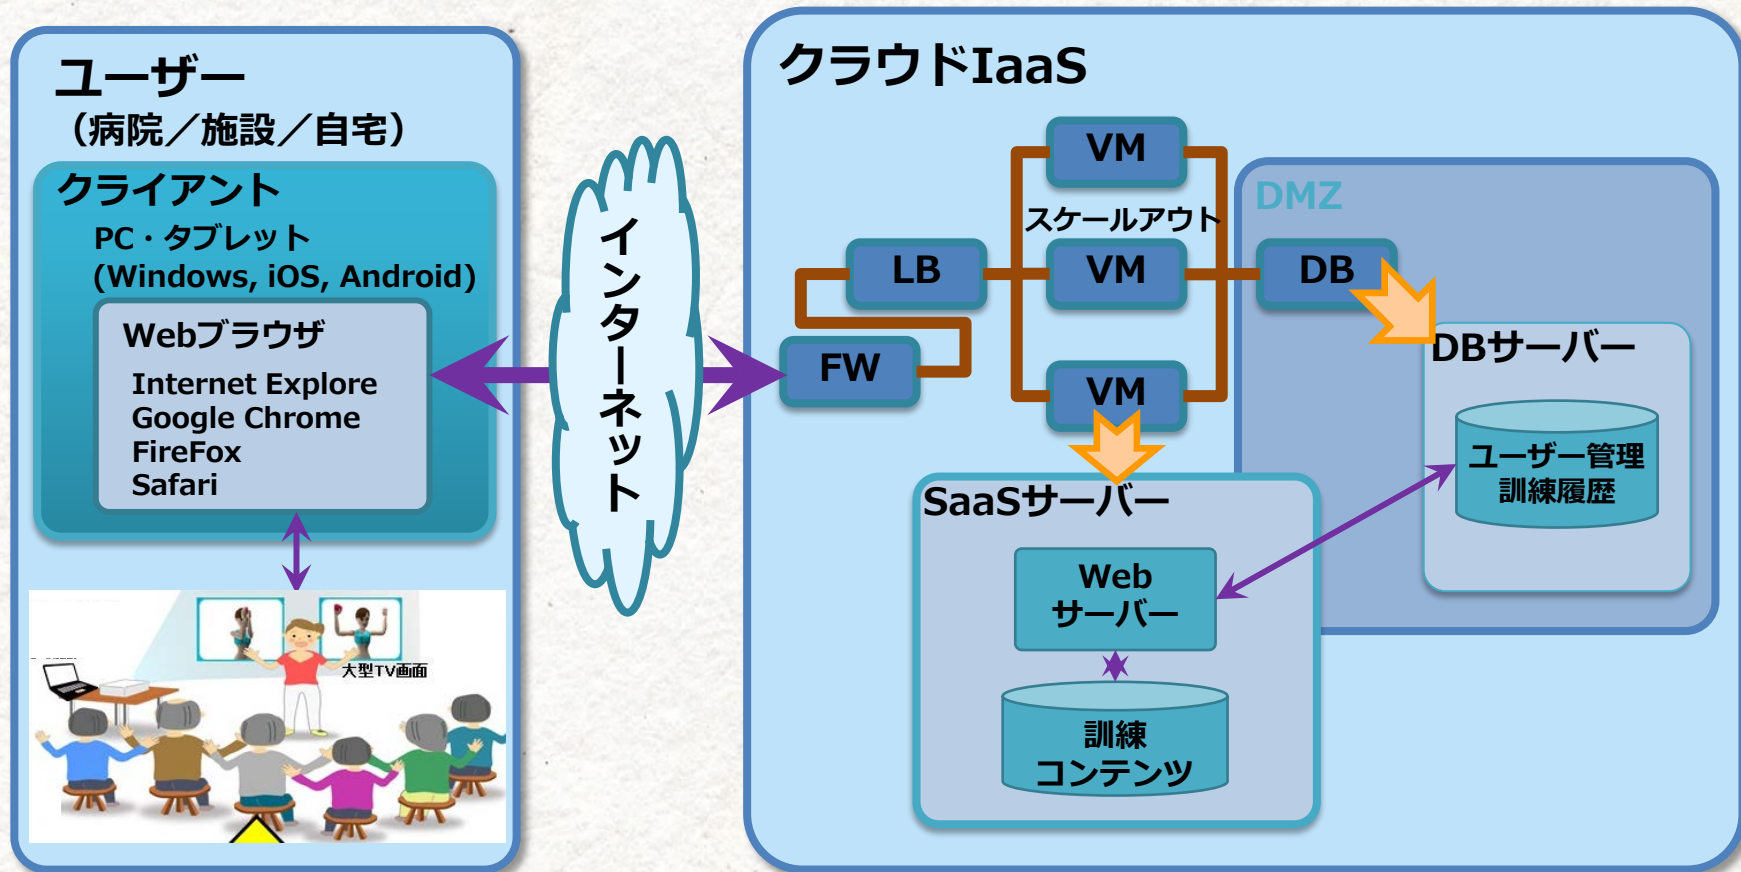 ユーザー
（病院／施設／自宅）
クライアント
PC・タブレット
(Windows, iOS, Android)
Webブラウザ
Internet Explore
Google Chrome
FireFox
Safari
大型TV画面
インターネット
クラウドIaaS
VM
スケールアウト
DMZ
LB
VM
DB
FW
VM
DBサーバー
ユーザー管理
訓練履歴
SaaSサーバー
Web
サーバー
訓練
コンテンツ